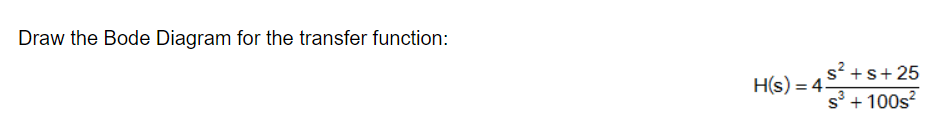 Draw the Bode Diagram for the transfer function:
H(s) = 4 (s² + s + 25) / (s³ + 100s²)